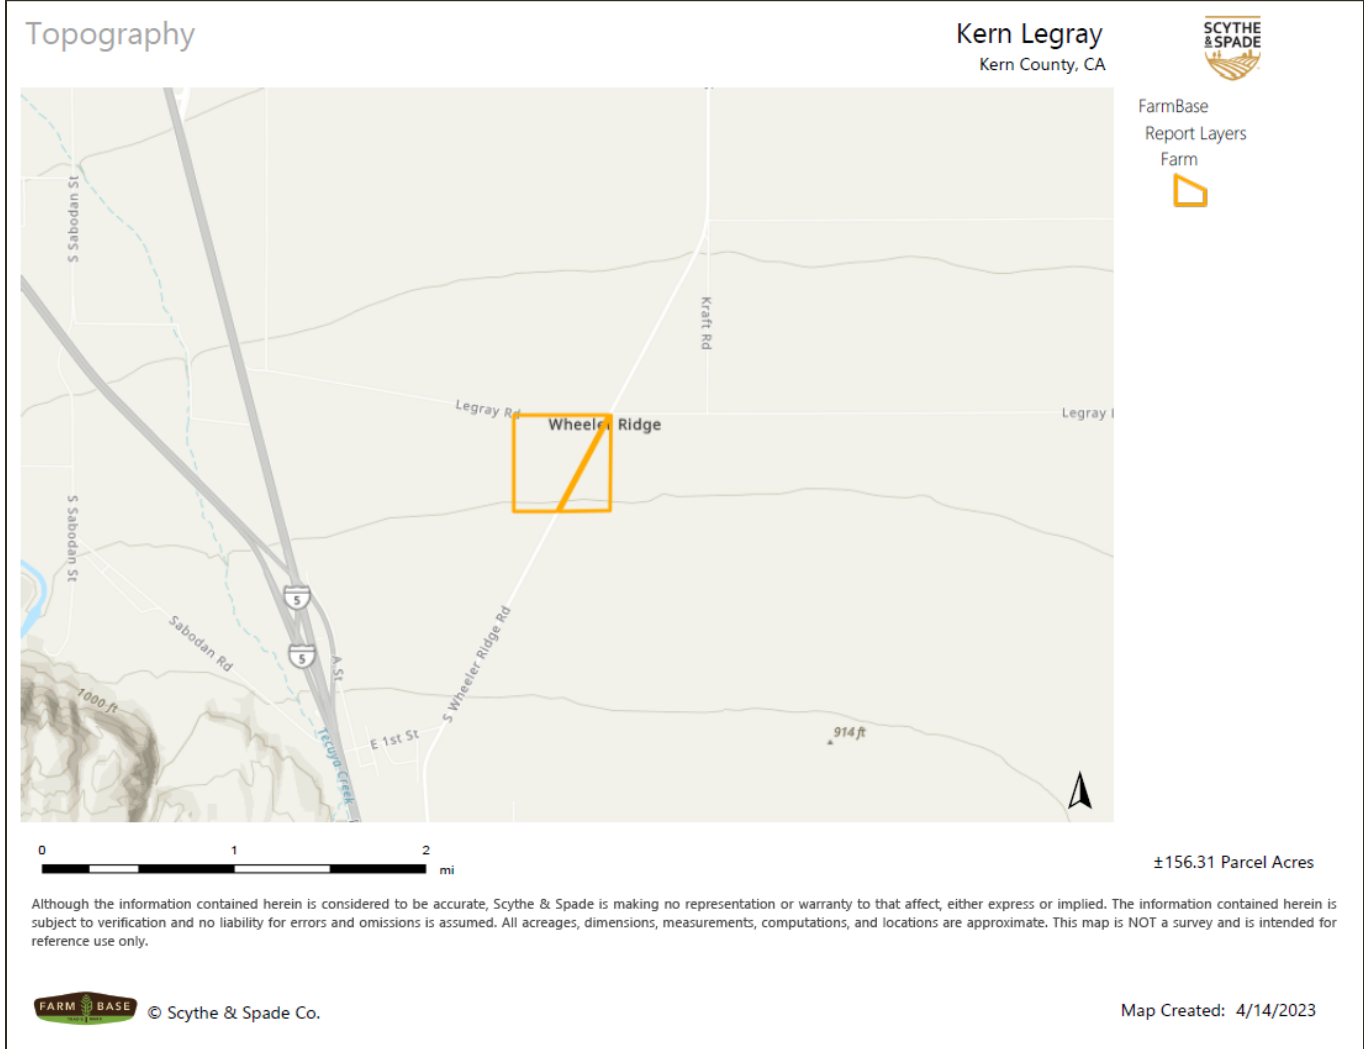 Topography
Kern Legray
Kern County, CA
SCYTHE
& SPADE
FarmBase
Report Layers
Farm
S Sabodan St
Kraft Rd
Legray Rd
Legray
Wheeler Ridge
S Sabodan St
5
5
Sabodan Rd
A St
S Wheeler Ridge Rd
1000 ft
E 1st St
Tecuya Creek
914 ft
0 1 2
mi
±156.31 Parcel Acres
Although the information contained herein is considered to be accurate, Scythe & Spade is making no representation or warranty to that affect, either express or implied. The information contained herein is
subject to verification and no liability for errors and omissions is assumed. All acreages, dimensions, measurements, computations, and locations are approximate. This map is NOT a survey and is intended for
reference use only.
FARM BASE
© Scythe & Spade Co.
Map Created: 4/14/2023